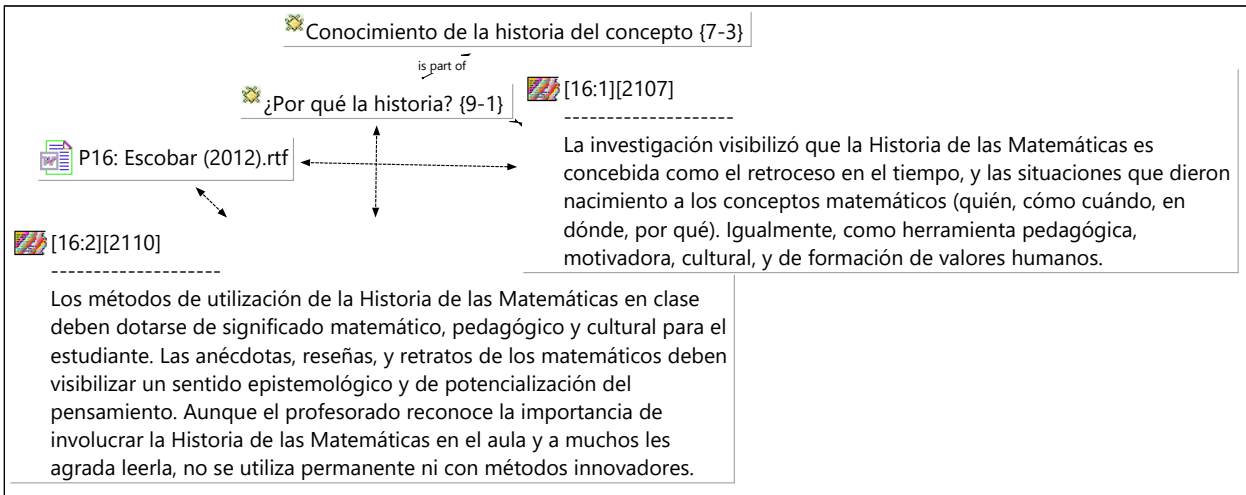 Conocimiento de la historia del concepto {7-3}
is part of
¿Por qué la historia? {9-1}
P16: Escobar (2012).rtf
[16:1][2107]
--------------------
La investigación visibilizó que la Historia de las Matemáticas es
concebida como el retroceso en el tiempo, y las situaciones que dieron
nacimiento a los conceptos matemáticos (quién, cómo cuándo, en
dónde, por qué). Igualmente, como herramienta pedagógica,
motivadora, cultural, y de formación de valores humanos.
[16:2][2110]
--------------------
Los métodos de utilización de la Historia de las Matemáticas en clase
deben dotarse de significado matemático, pedagógico y cultural para el
estudiante. Las anécdotas, reseñas, y retratos de los matemáticos deben
visibilizar un sentido epistemológico y de potencialización del
pensamiento. Aunque el profesorado reconoce la importancia de
involucrar la Historia de las Matemáticas en el aula y a muchos les
agrada leerla, no se utiliza permanente ni con métodos innovadores.